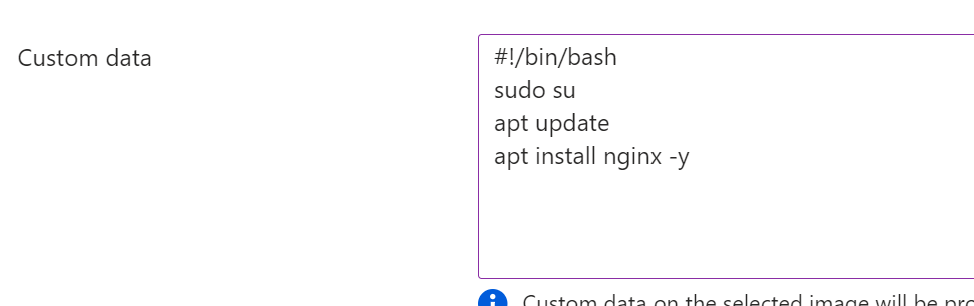 Custom data
#!/bin/bash
sudo su
apt update
apt install nginx -y
Custom data on the selected image will be